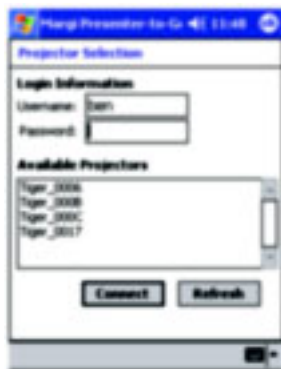 Margi Presenter-to-Go 11:48
Projector Selection
Login Information
Username: ben
Password:
Available Projectors
Tiger_0006
Tiger_000B
Tiger_000C
Tiger_0017
Connect Refresh